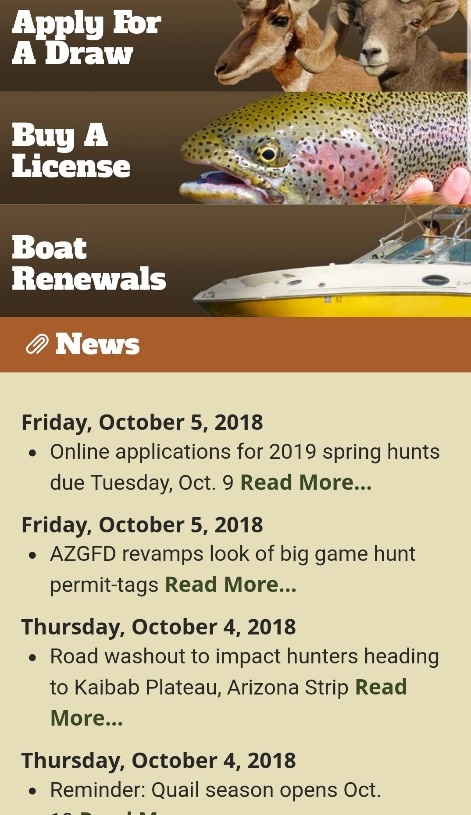 Apply For
A Draw
Buy A
License
Boat
Renewals
News
Friday, October 5, 2018
• Online applications for 2019 spring hunts
due Tuesday, Oct. 9 Read More...
Friday, October 5, 2018
• AZGFD revamps look of big game hunt
permit-tags Read More...
Thursday, October 4, 2018
• Road washout to impact hunters heading
to Kaibab Plateau, Arizona Strip Read
More...
Thursday, October 4, 2018
• Reminder: Quail season opens Oct.